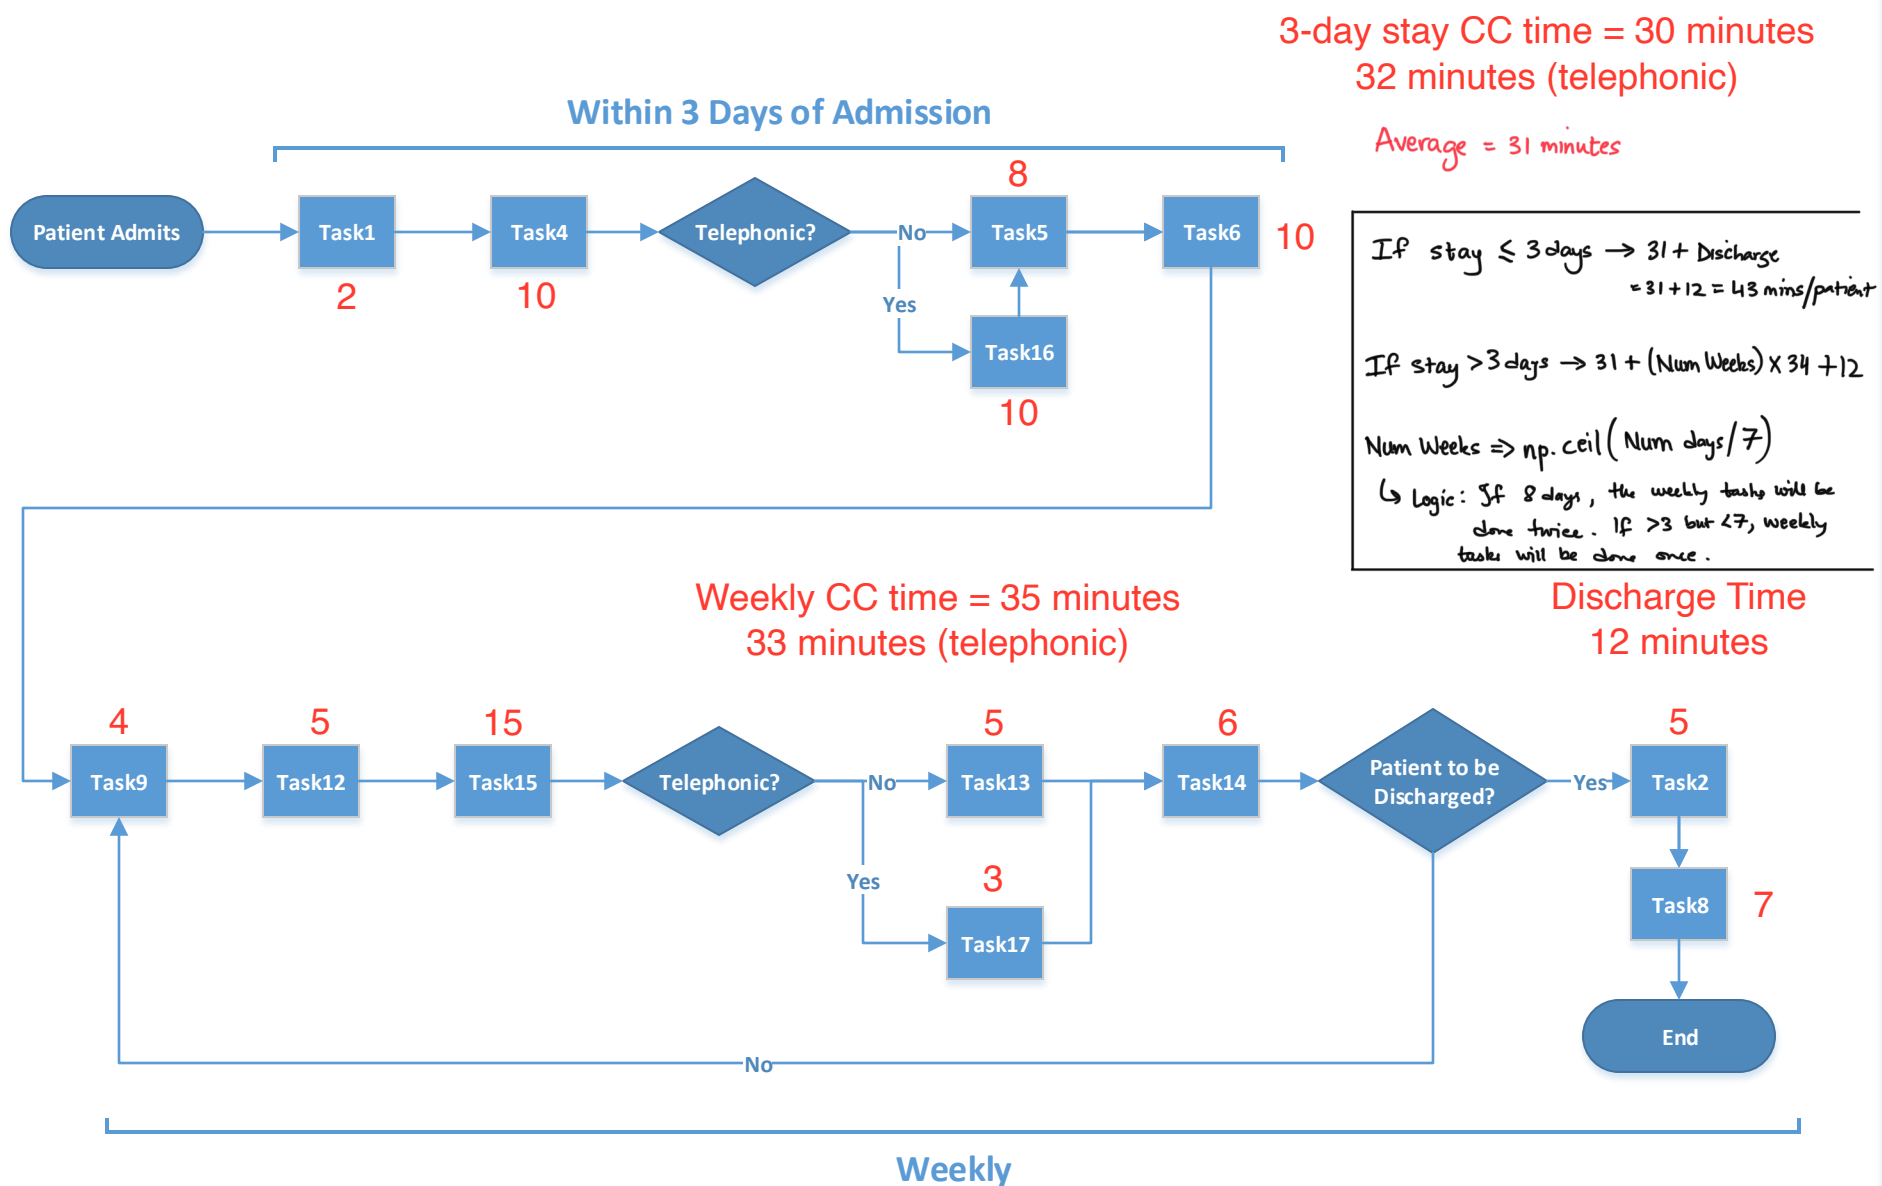 3-day stay CC time = 30 minutes
32 minutes (telephonic)
Average = 31 minutes
Within 3 Days of Admission
Patient Admits
Task1
2
Task4
10
Telephonic?
No
Yes
8
Task5
Task6
10
Task16
10
If stay ≤ 3 days → 31 + Discharge
= 31 + 12 = 43 mins/patient
If stay > 3 days → 31 + (Num Weeks) x 34 + 12
Num Weeks => np.ceil(Num days/7)
↳ Logic: If 8 days, the weekly tasks will be
done twice. If >3 but <7, weekly
tasks will be done once.
Weekly CC time = 35 minutes
33 minutes (telephonic)
Discharge Time
12 minutes
4
Task9
5
Task12
15
Task15
Telephonic?
No
Yes
5
Task13
3
Task17
6
Task14
Patient to be
Discharged?
Yes
No
5
Task2
Task8
7
End
Weekly